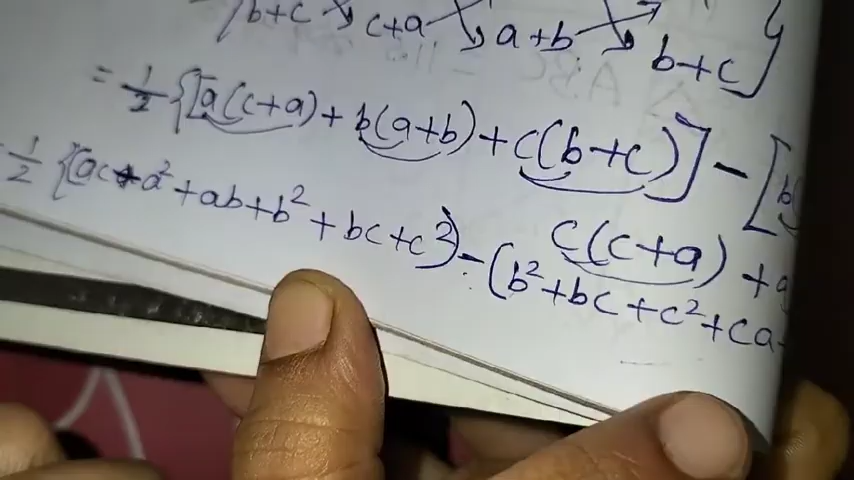 b+c c+a a+b b+c
= 1/2 {[a(c+a) + b(a+b) + c(b+c)] - [b(
c(c+a) + a
1/2 {(ac + a² + ab + b² + bc + c²) - (b² + bc + c² + ca